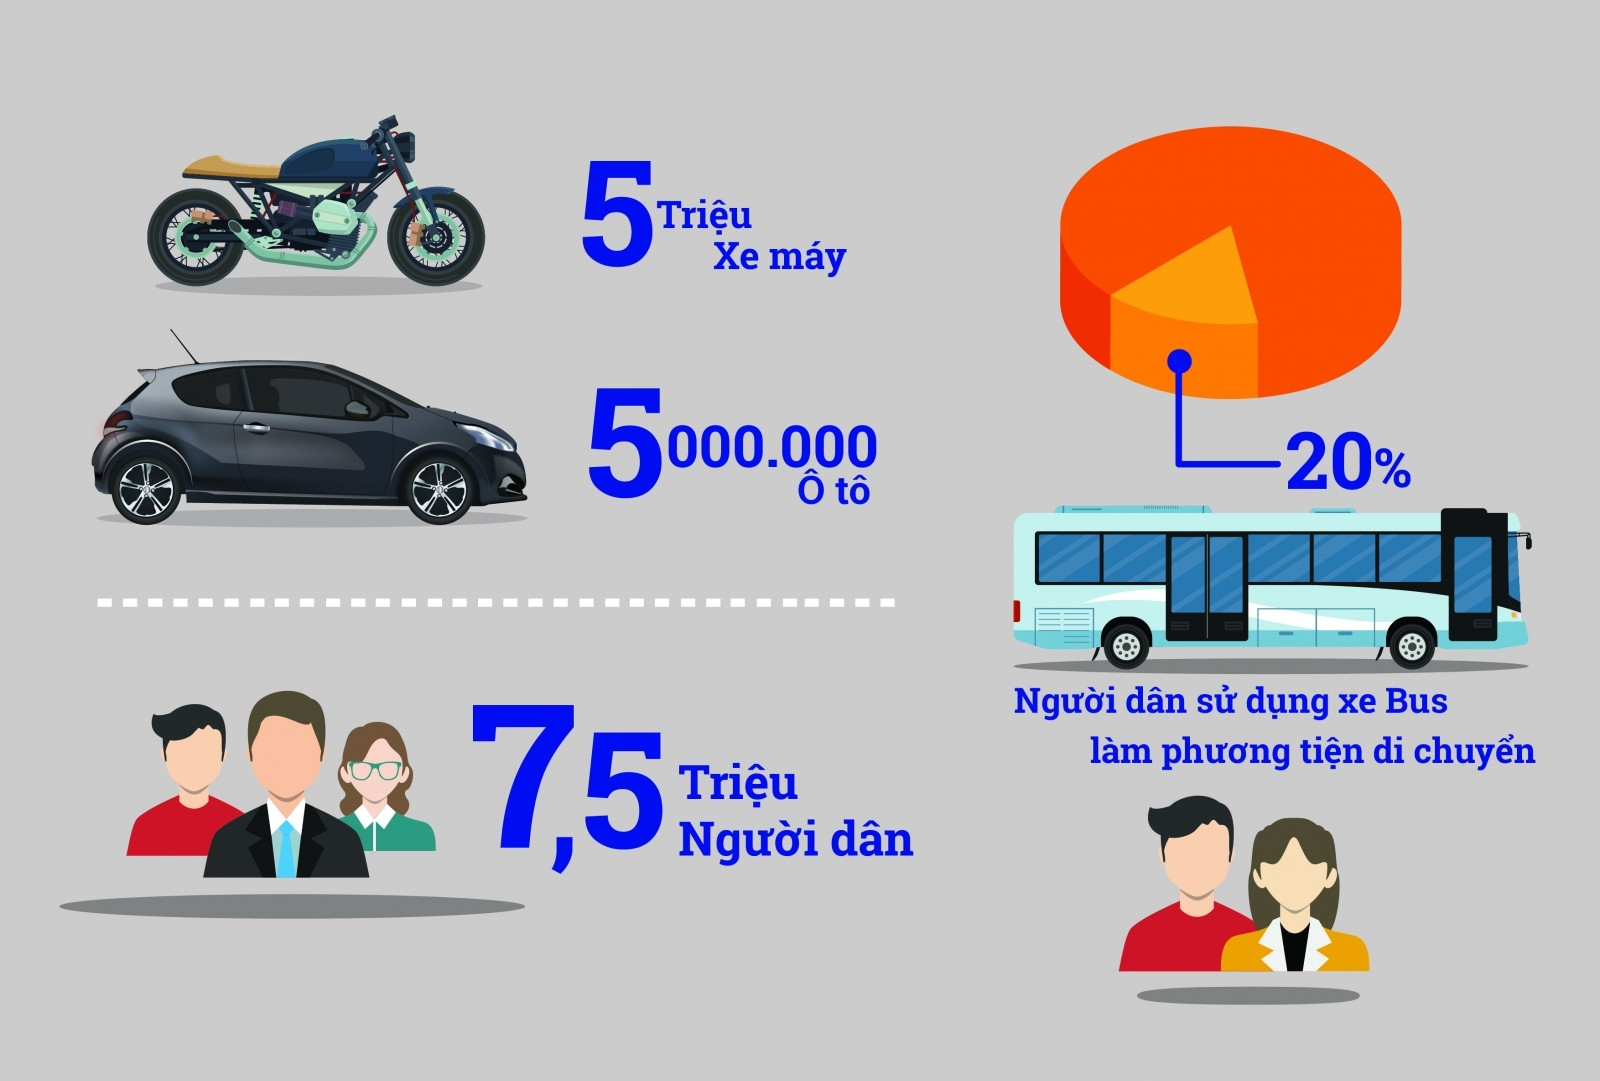 5 Triệu
Xe máy
5000.000
Ô tô
7,5 Triệu
Người dân
20%
Người dân sử dụng xe Bus
làm phương tiện di chuyển